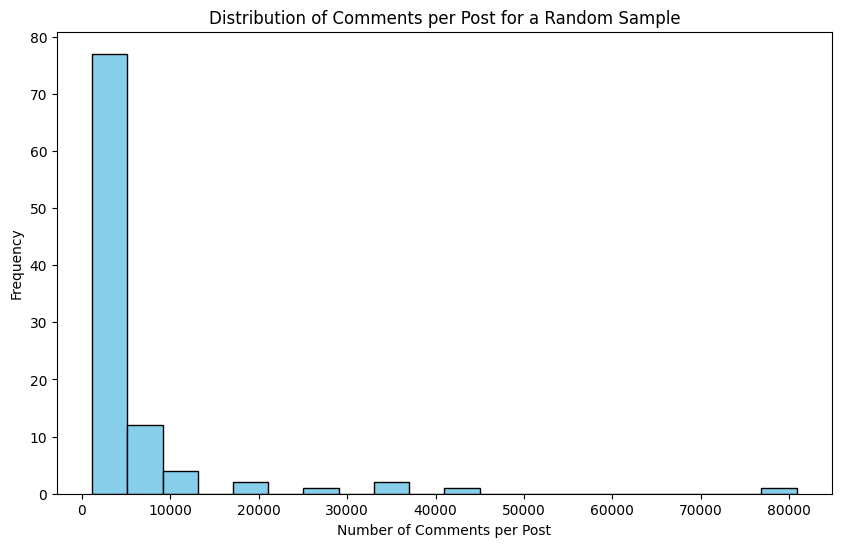 Distribution of Comments per Post for a Random Sample
80
70
60
50
40
30
20
10
0
Frequency
0 10000 20000 30000 40000 50000 60000 70000 80000
Number of Comments per Post